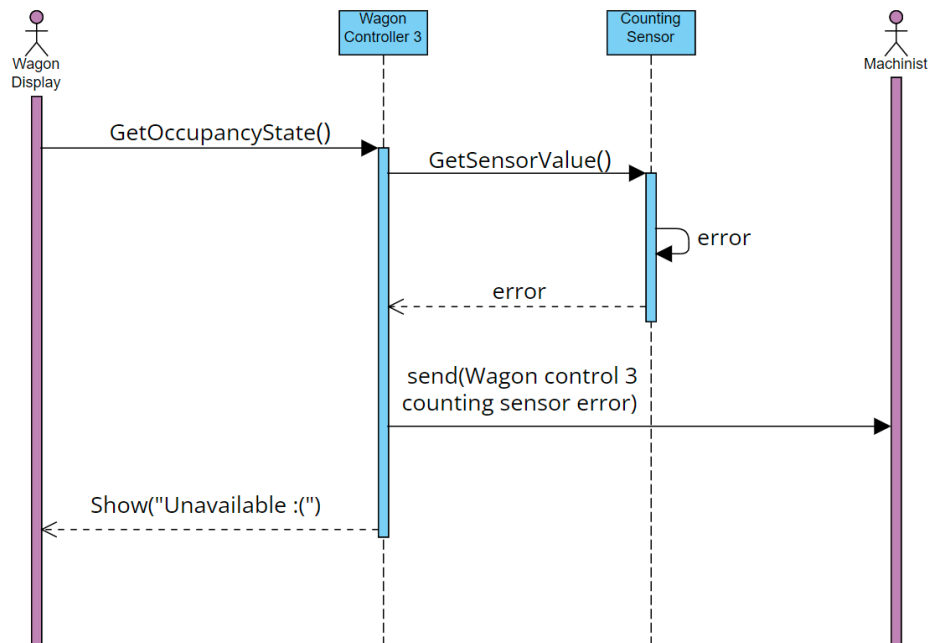 Wagon
Controller 3
Counting
Sensor
Wagon
Display
Machinist
GetOccupancyState()
GetSensorValue()
error
error
send(Wagon control 3
counting sensor error)
Show("Unavailable :(")